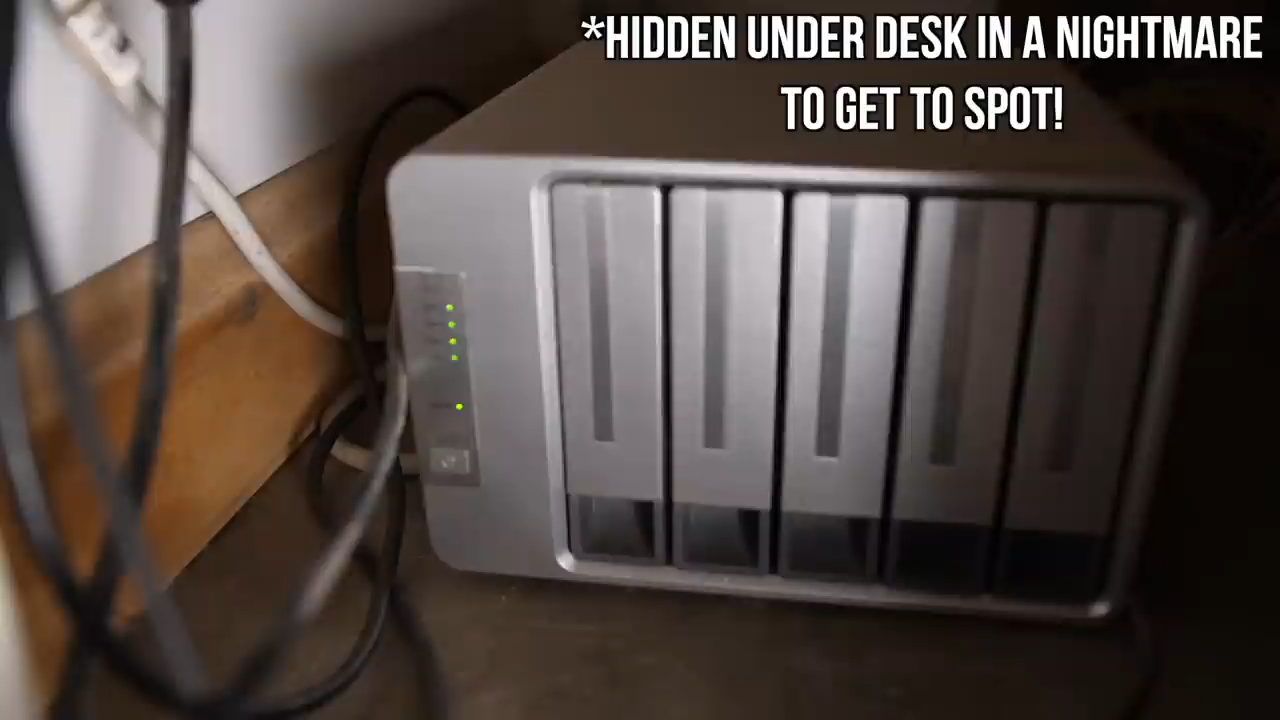 *HIDDEN UNDER DESK IN A NIGHTMARE
TO GET TO SPOT!